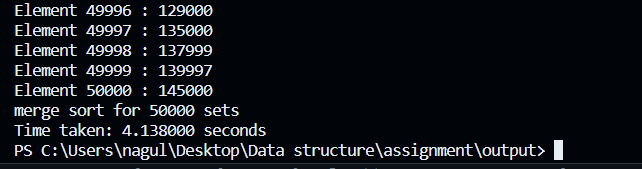 Element 49996 : 129000
Element 49997 : 135000
Element 49998 : 137999
Element 49999 : 139997
Element 50000 : 145000
merge sort for 50000 sets
Time taken: 4.138000 seconds
PS C:\Users\nagul\Desktop\Data structure\assignment\output>